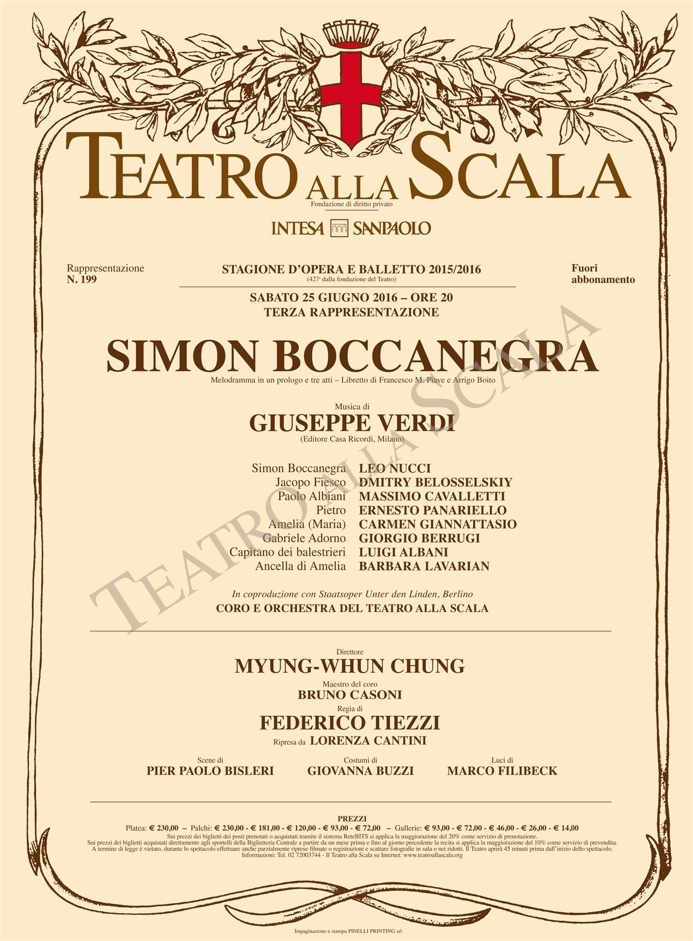 TEATRO ALLA SCALA
Fondazione di diritto privato
INTESA SANPAOLO
Rappresentazione
N. 199
STAGIONE D'OPERA E BALLETTO 2015/2016
(427ª dalla fondazione del Teatro)
Fuori
abbonamento
SABATO 25 GIUGNO 2016 – ORE 20
TERZA RAPPRESENTAZIONE
SIMON BOCCANEGRA
Melodramma in un prologo e tre atti – Libretto di Francesco M. Piave e Arrigo Boito
Musica di
GIUSEPPE VERDI
(Editore Casa Ricordi, Milano)
Simon Boccanegra LEO NUCCI
Jacopo Fiesco DMITRY BELOSSELSKIY
Paolo Albiani MASSIMO CAVALLETTI
Pietro ERNESTO PANARIELLO
Amelia (Maria) CARMEN GIANNATTASIO
Gabriele Adorno GIORGIO BERRUGI
Capitano dei balestrieri LUIGI ALBANI
Ancella di Amelia BARBARA LAVARIAN
TEATRO ALLA SCALA
In coproduzione con Staatsoper Unter den Linden, Berlino
CORO E ORCHESTRA DEL TEATRO ALLA SCALA
Direttore
MYUNG-WHUN CHUNG
Maestro del coro
BRUNO CASONI
Regia di
FEDERICO TIEZZI
Ripresa da LORENZA CANTINI
Scene di
PIER PAOLO BISLERI
Costumi di
GIOVANNA BUZZI
Luci di
MARCO FILIBECK
PREZZI
Platea: € 230,00 – Palchi: € 230,00 - € 181,00 - € 120,00 - € 93,00 - € 72,00 – Gallerie: € 93,00 - € 72,00 - € 46,00 - € 26,00 - € 14,00
Sui prezzi dei biglietti dei posti prenotati o acquistati tramite il sistema ReteBITS si applica la maggiorazione del 20% come servizio di prenotazione.
Sui prezzi dei biglietti acquistati direttamente agli sportelli della Biglietteria Centrale a partire da un mese prima e fino al giorno precedente la recita si applica la maggiorazione del 10% come servizio di prevendita.
A termine di legge è vietato, durante lo spettacolo effettuare anche parzialmente riprese filmate o registrazioni e scattare fotografie in sala o nei ridotti. Il Teatro aprirà 45 minuti prima dall'inizio dello spettacolo.
Informazioni: Tel. 02 72003744 - Il Teatro alla Scala su Internet: www.teatroallascala.org
Impaginazione e stampa PINELLI PRINTING srl